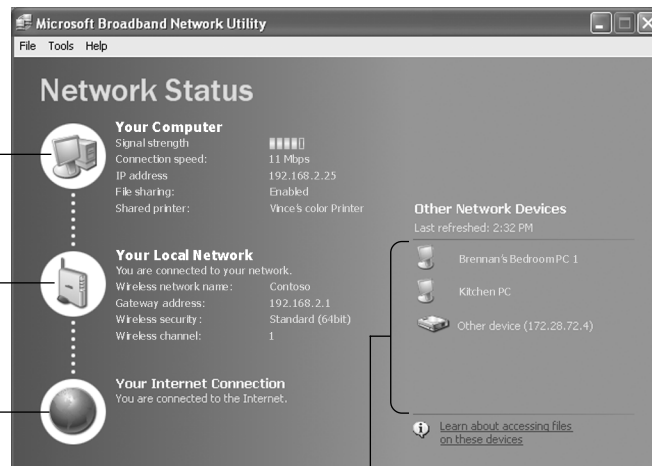 Microsoft Broadband Network Utility
File Tools Help
Network Status
Your Computer
Signal strength
Connection speed: 11 Mbps
IP address 192.168.2.25
File sharing: Enabled
Shared printer: Vince's color Printer
Your Local Network
You are connected to your network.
Wireless network name: Contoso
Gateway address: 192.168.2.1
Wireless security: Standard (64bit)
Wireless channel: 1
Your Internet Connection
You are connected to the Internet.
Other Network Devices
Last refreshed: 2:32 PM
Brennan's Bedroom PC 1
Kitchen PC
Other device (172.28.72.4)
Learn about accessing files
on these devices